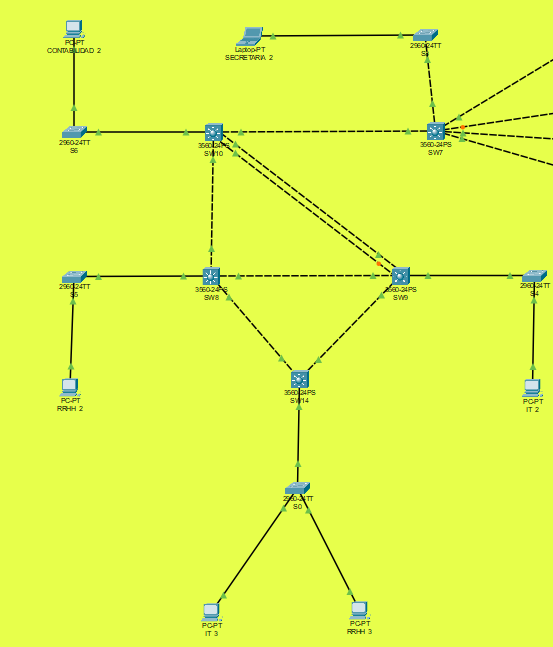 PC-PT
CONTABILIDAD 2
Laptop-PT
SECRETARIA 2
2960-24TT
2960-24TT
S6
3560-24PS
SW10
3560-24PS
SW7
2960-24TT
S5
3560-24PS
SW8
3560-24PS
SW9
2960-24TT
S4
PC-PT
RRHH 2
3560-24PS
SW14
PC-PT
IT 2
2960-24TT
S0
PC-PT
IT 3
PC-PT
RRHH 3